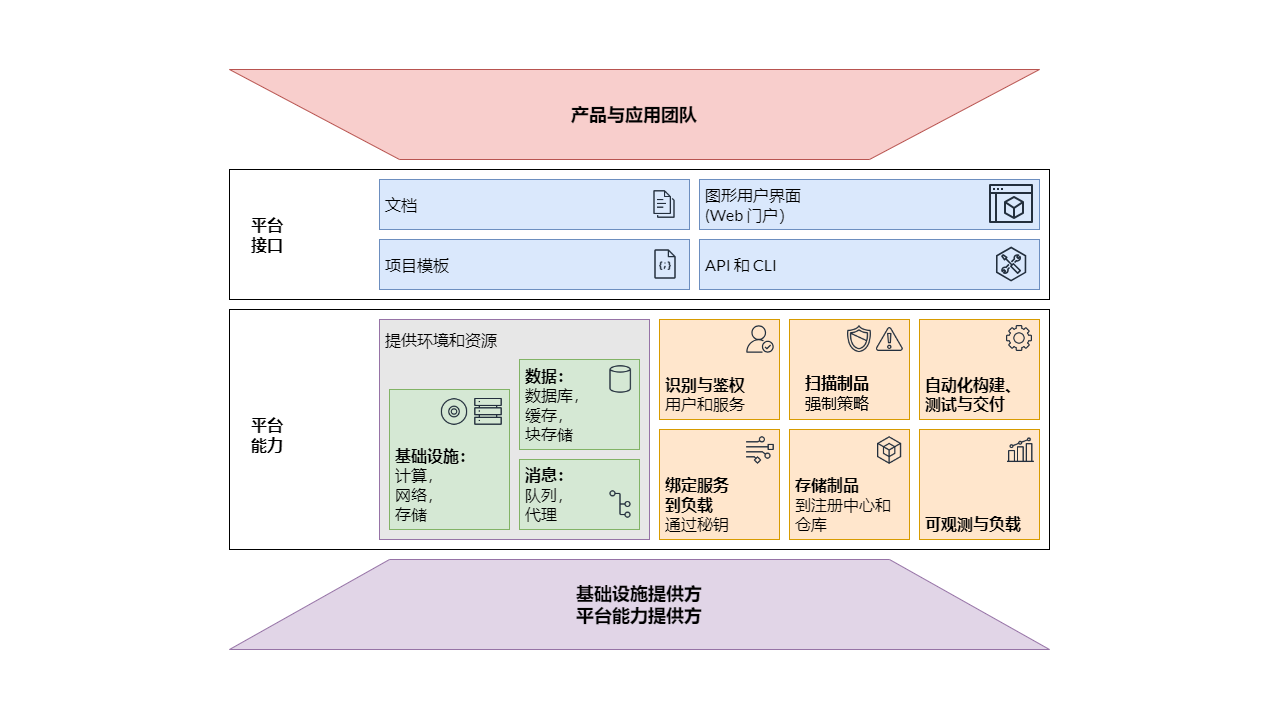 产品与应用团队
平台
接口
文档
图形用户界面
(Web 门户)
项目模板
{;}
API 和 CLI
平台
能力
提供环境和资源
基础设施：
计算，
网络，
存储
数据：
数据库，
缓存，
块存储
消息：
队列，
代理
识别与鉴权
用户和服务
扫描制品
强制策略
自动化构建、
测试与交付
绑定服务
到负载
通过秘钥
存储制品
到注册中心和
仓库
可观测与负载
基础设施提供方
平台能力提供方